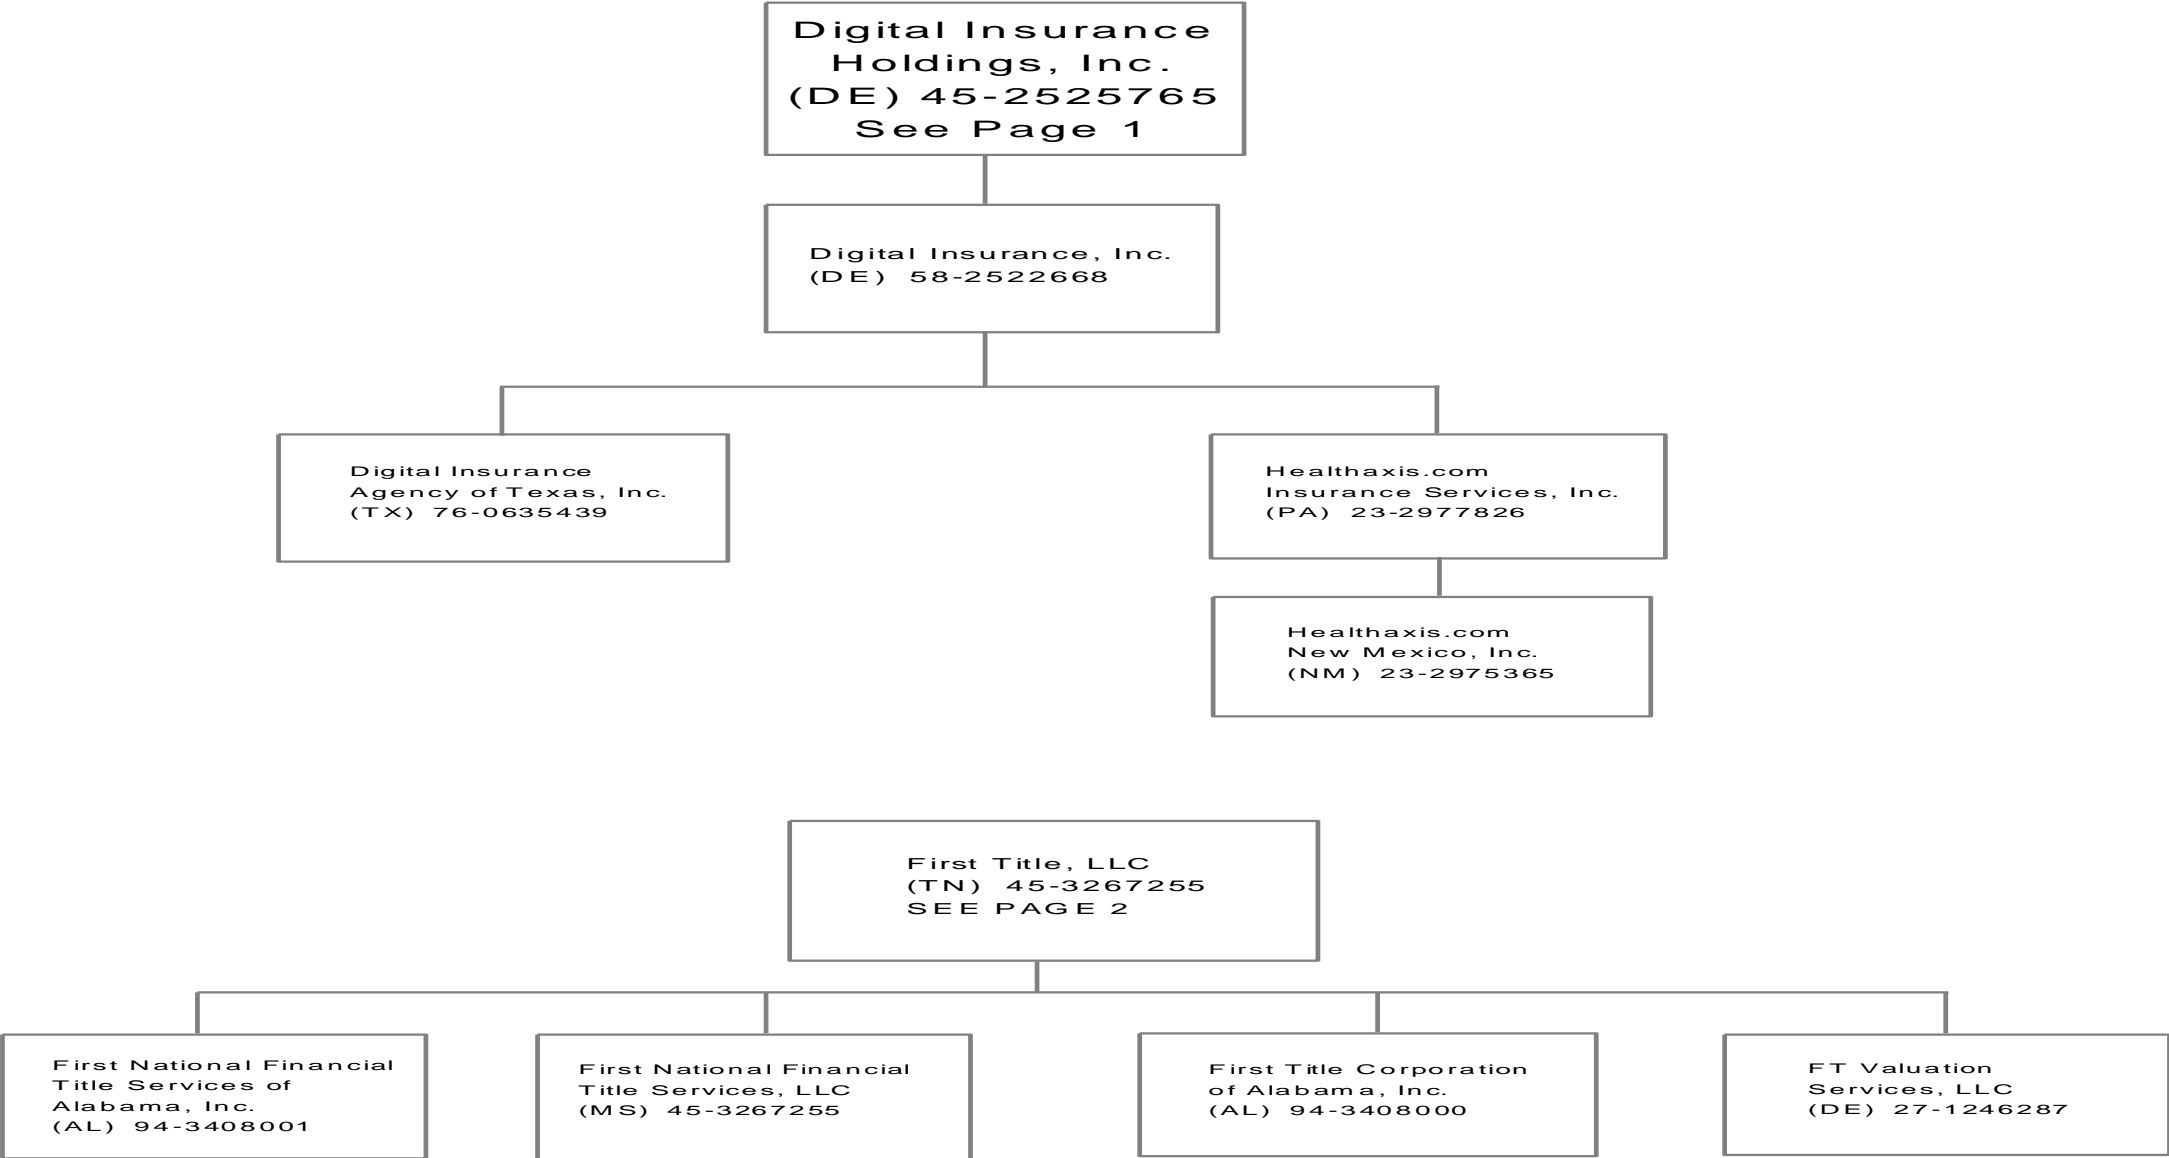 Digital Insurance
Holdings, Inc.
(DE) 45-2525765
See Page 1
Digital Insurance, Inc.
(DE) 58-2522668
Digital Insurance
Agency of Texas, Inc.
(TX) 76-0635439
Healthaxis.com
Insurance Services, Inc.
(PA) 23-2977826
Healthaxis.com
New Mexico, Inc.
(NM) 23-2975365
First Title, LLC
(TN) 45-3267255
SEE PAGE 2
First National Financial
Title Services of
Alabama, Inc.
(AL) 94-3408001
First National Financial
Title Services, LLC
(MS) 45-3267255
First Title Corporation
of Alabama, Inc.
(AL) 94-3408000
FT Valuation
Services, LLC
(DE) 27-1246287